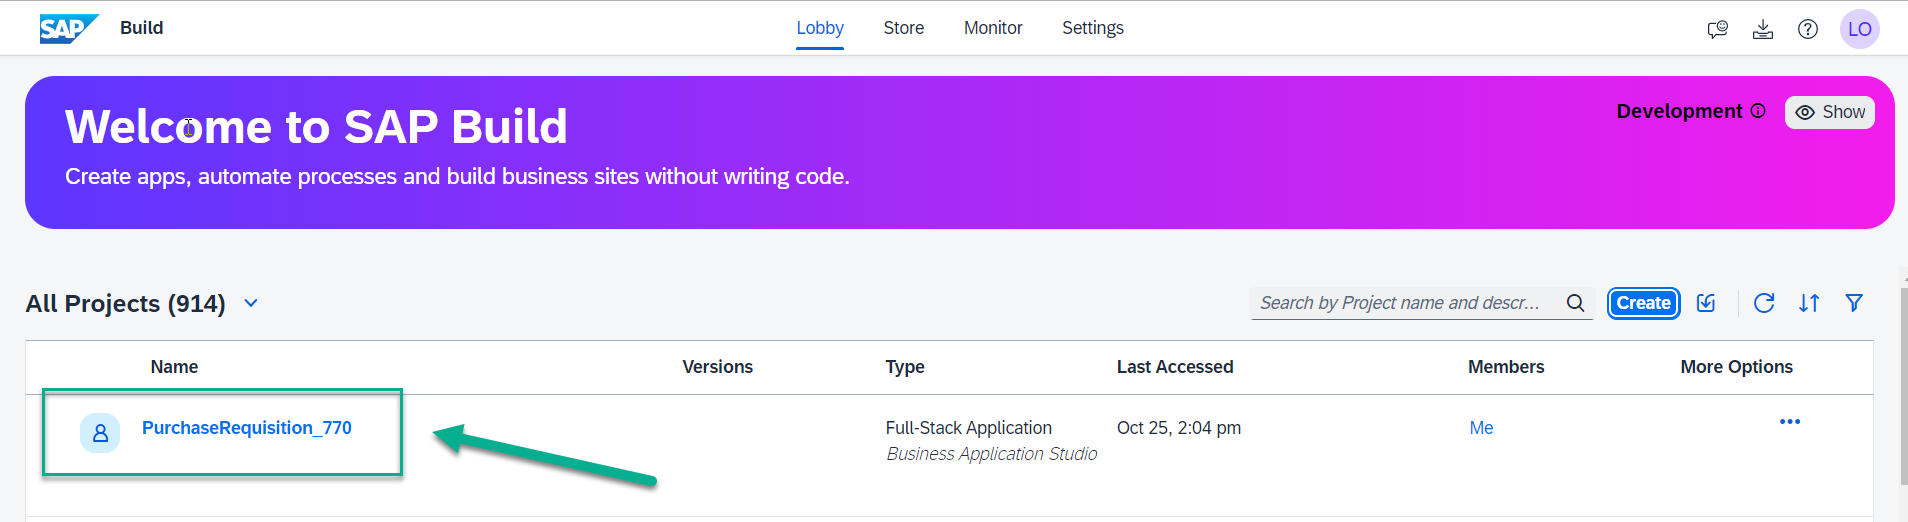 SAP Build Lobby Store Monitor Settings LO
Welcome to SAP Build
Development Show
Create apps, automate processes and build business sites without writing code.
All Projects (914) Search by Project name and descr... Create
Name Versions Type Last Accessed Members More Options
PurchaseRequisition_770 Full-Stack Application Oct 25, 2:04 pm Me
Business Application Studio